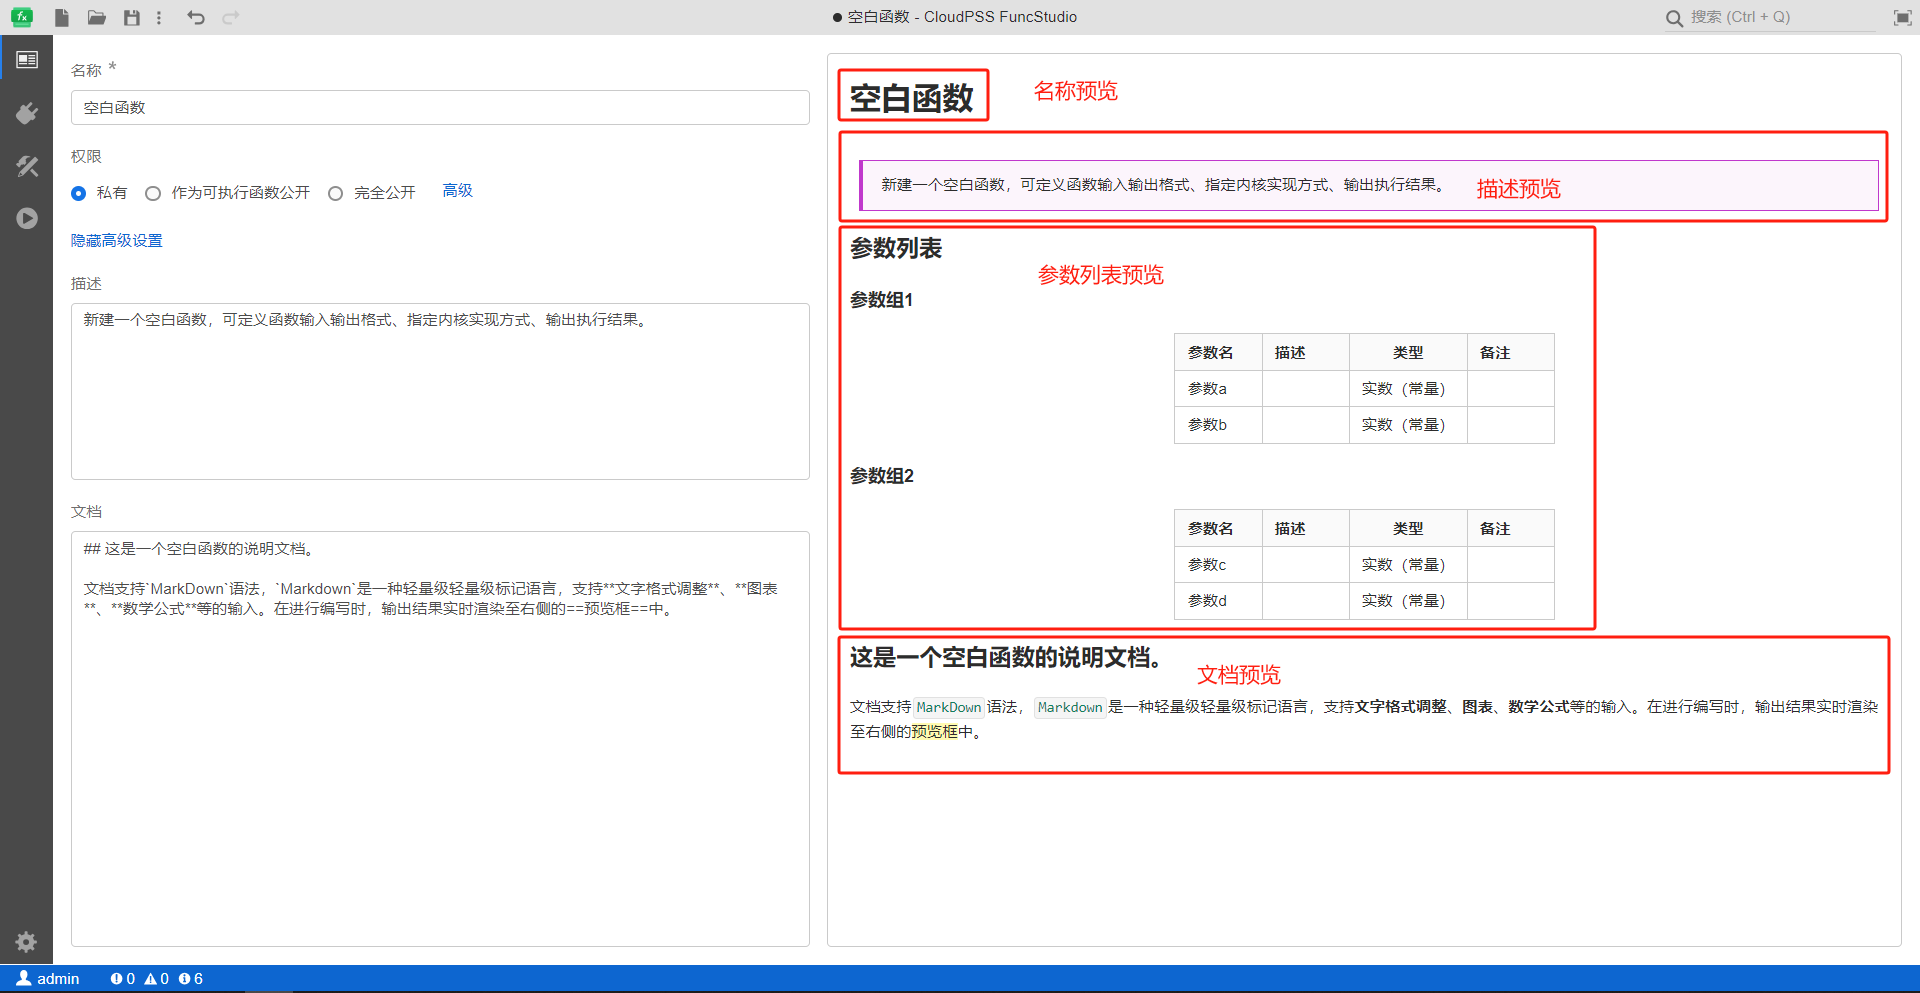 空白函数 - CloudPSS FuncStudio
搜索 (Ctrl + Q)
名称 *
空白函数
权限
私有 作为可执行函数公开 完全公开 高级
隐藏高级设置
描述
新建一个空白函数，可定义函数输入输出格式、指定内核实现方式、输出执行结果。
文档
## 这是一个空白函数的说明文档。
文档支持`MarkDown`语法，`Markdown`是一种轻量级轻量级标记语言，支持**文字格式调整**、**图表
**、**数学公式**等的输入。在进行编写时，输出结果实时渲染至右侧的==预览框==中。
空白函数
名称预览
新建一个空白函数，可定义函数输入输出格式、指定内核实现方式、输出执行结果。
描述预览
参数列表
参数列表预览
参数组1
参数名 描述 类型 备注
参数a 实数（常量）
参数b 实数（常量）
参数组2
参数名 描述 类型 备注
参数c 实数（常量）
参数d 实数（常量）
这是一个空白函数的说明文档。
文档预览
文档支持 MarkDown 语法， Markdown 是一种轻量级轻量级标记语言，支持文字格式调整、图表、数学公式等的输入。在进行编写时，输出结果实时渲染
至右侧的预览框中。
admin 0 0 6